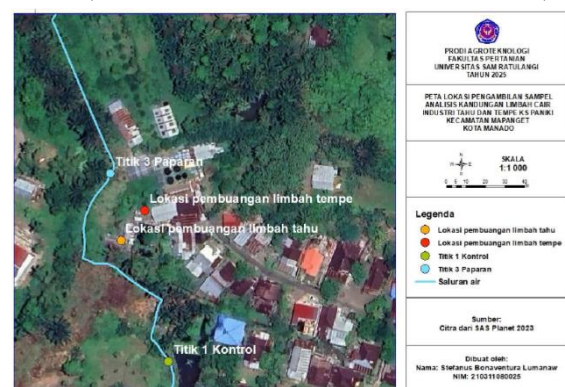 Titik 3 Paparan
Lokasi pembuangan limbah tempe
Lokasi pembuangan limbah tahu
Titik 1 Kontrol
PRODI AGROTEKNOLOGI
FAKULTAS PERTANIAN
UNIVERSITAS SAM RATULANGI
TAHUN 2025
PETA LOKASI PENGAMBILAN SAMPEL
ANALISIS KANDUNGAN LIMBAH CAIR
INDUSTRI TAHU DAN TEMPE KS PANIKI
KECAMATAN MAPANGET
KOTA MANADO
SKALA
1:1 000
Legenda
Lokasi pembuangan limbah tahu
Lokasi pembuangan limbah tempe
Titik 1 Kontrol
Titik 3 Paparan
Saluran air
Sumber:
Citra dari SAS Planet 2023
Dibuat oleh:
Nama: Stefanus Bonaventura Lumanaw
NIM: 210311080025